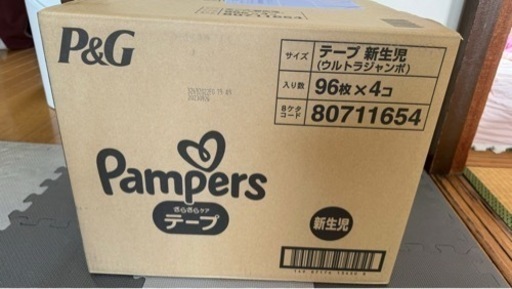 P&G
サイズ
テープ 新生児
(ウルトラジャンボ)
入り数
96枚×4コ
8ケタ
コード
80711654
Pampers
さらさらケア
テープ
新生児